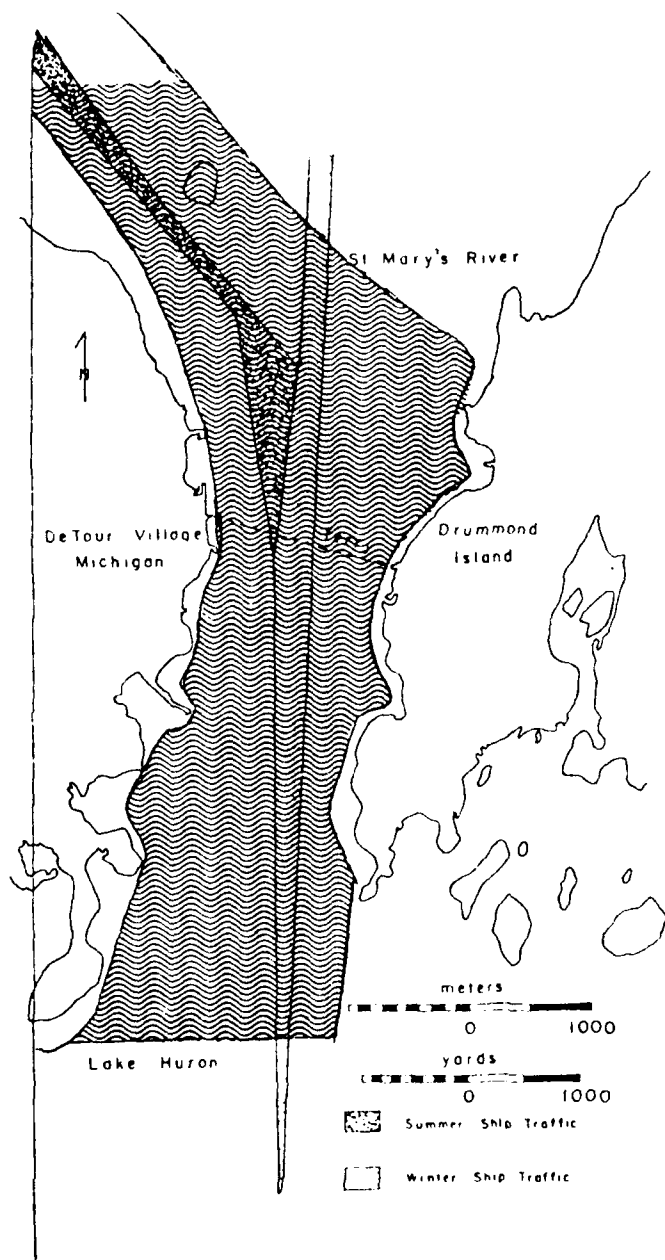 St Mary's River
N
DeTour Village
Michigan
Drummond
Island
meters
0 1000
Lake Huron
yards
0 1000
Summer Ship Traffic
Winter Ship Traffic